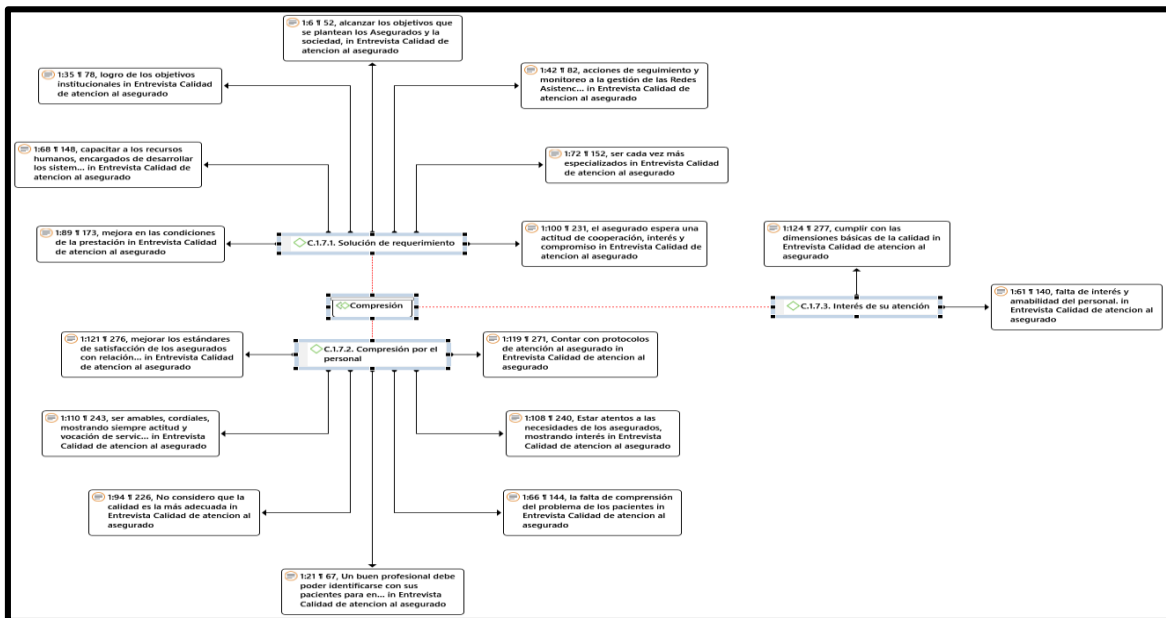 1:6 ¶ 52, alcanzar los objetivos que
se plantean los Asegurados y la
sociedad, in Entrevista Calidad de
atencion al asegurado
1:35 ¶ 78, logro de los objetivos
institucionales in Entrevista Calidad
de atencion al asegurado
1:42 ¶ 82, acciones de seguimiento y
monitoreo a la gestión de las Redes
Asistenc... in Entrevista Calidad de
atencion al asegurado
1:68 ¶ 148, capacitar a los recursos
humanos, encargados de desarrollar
los sistem... in Entrevista Calidad de
atencion al asegurado
1:72 ¶ 152, ser cada vez más
especializados in Entrevista Calidad
de atencion al asegurado
1:89 ¶ 173, mejora en las condiciones
de la prestación in Entrevista Calidad
de atencion al asegurado
C.1.7.1. Solución de requerimiento
1:100 ¶ 231, el asegurado espera una
actitud de cooperación, interés y
compromiso in Entrevista Calidad de
atencion al asegurado
1:124 ¶ 277, cumplir con las
dimensiones básicas de la calidad in
Entrevista Calidad de atencion al
asegurado
Compresión
C.1.7.3. Interés de su atención
1:61 ¶ 140, falta de interés y
amabilidad del personal. in
Entrevista Calidad de atencion al
asegurado
1:121 ¶ 276, mejorar los estándares
de satisfacción de los asegurados
con relación... in Entrevista Calidad
de atencion al asegurado
C.1.7.2. Compresión por el
personal
1:119 ¶ 271, Contar con protocolos
de atención al asegurado in
Entrevista Calidad de atencion al
asegurado
1:110 ¶ 243, ser amables, cordiales,
mostrando siempre actitud y
vocación de servic... in Entrevista
Calidad de atencion al asegurado
1:108 ¶ 240, Estar atentos a las
necesidades de los asegurados,
mostrando interés in Entrevista
Calidad de atencion al asegurado
1:94 ¶ 226, No considero que la
calidad es la más adecuada in
Entrevista Calidad de atencion al
asegurado
1:66 ¶ 144, la falta de comprensión
del problema de los pacientes in
Entrevista Calidad de atencion al
asegurado
1:21 ¶ 67, Un buen profesional debe
poder identificarse con sus
pacientes para en... in Entrevista
Calidad de atencion al asegurado